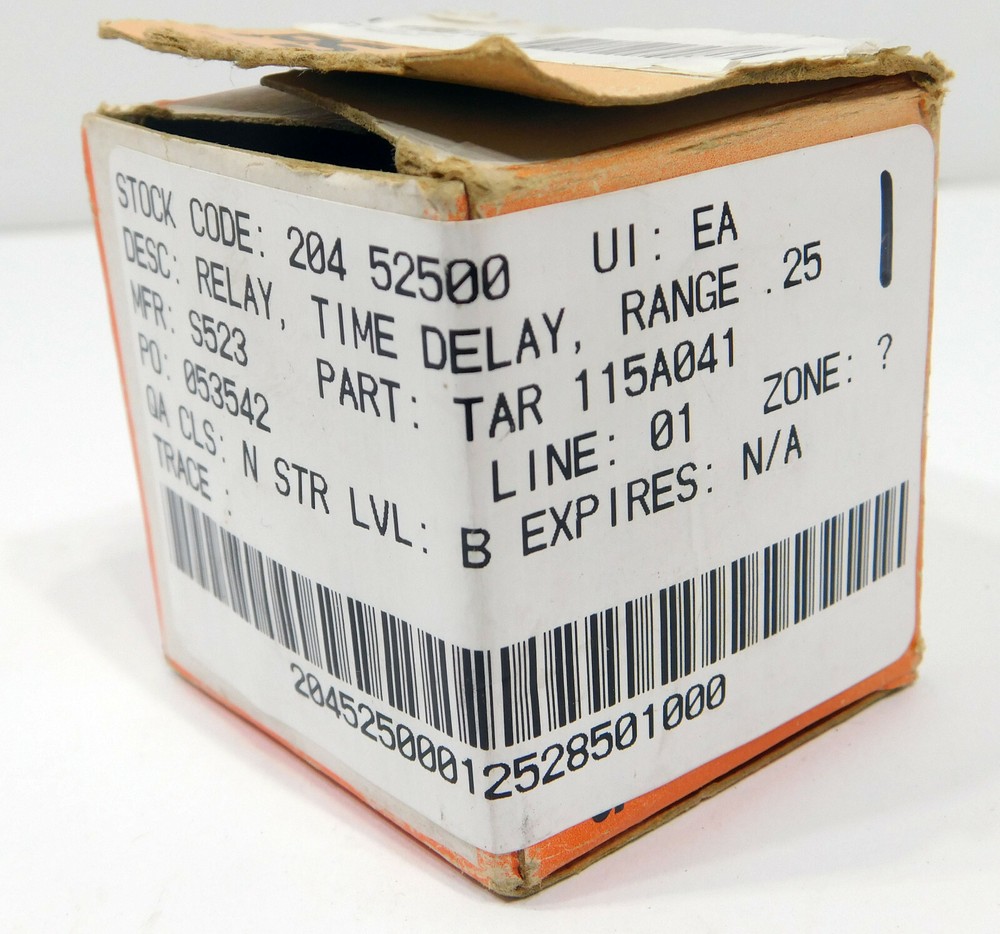 STOCK CODE: 204 52500 UI: EA
DESC: RELAY, TIME DELAY, RANGE .25
MFR: S523 PART: TAR 115A041
PO: 053542 LINE: 01 ZONE: ?
QA CLS: N STR LVL: B EXPIRES: N/A
TRACE :
20452500012528501000